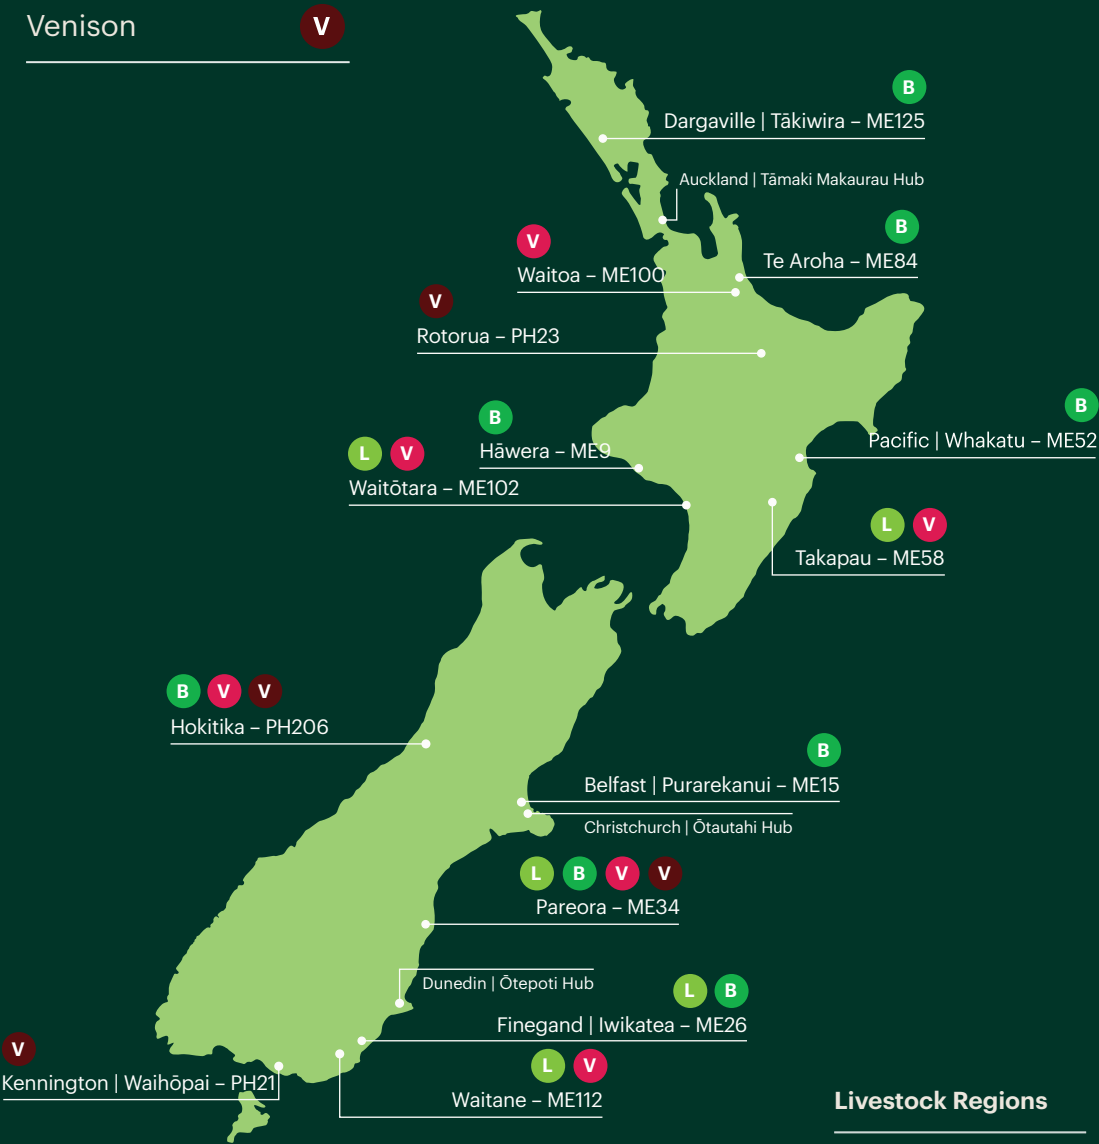 Venison V
B
Dargaville | Tākiwira – ME125
Auckland | Tāmaki Makaurau Hub
B
Te Aroha – ME84
V
Waitoa – ME100
V
Rotorua – PH23
B
Hāwera – ME9
B
Pacific | Whakatu – ME52
L V
Waitōtara – ME102
L V
Takapau – ME58
B V V
Hokitika – PH206
B
Belfast | Purarekanui – ME15
Christchurch | Ōtautahi Hub
L B V V
Pareora – ME34
Dunedin | Ōtepoti Hub
L B
Finegand | Iwikatea – ME26
V
Kennington | Waihōpai – PH21
L V
Waitane – ME112
Livestock Regions